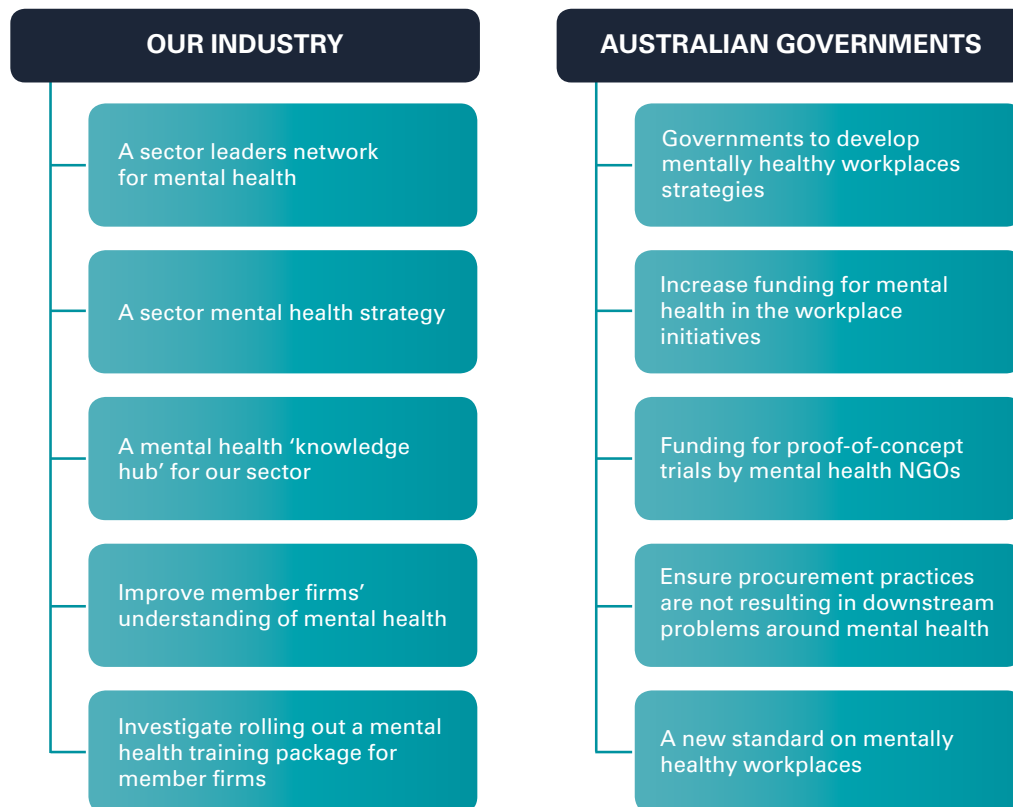 OUR INDUSTRY
A sector leaders network
for mental health
A sector mental health strategy
A mental health ‘knowledge
hub’ for our sector
Improve member firms’
understanding of mental health
Investigate rolling out a mental
health training package for
member firms
AUSTRALIAN GOVERNMENTS
Governments to develop
mentally healthy workplaces
strategies
Increase funding for mental
health in the workplace
initiatives
Funding for proof-of-concept
trials by mental health NGOs
Ensure procurement practices
are not resulting in downstream
problems around mental health
A new standard on mentally
healthy workplaces